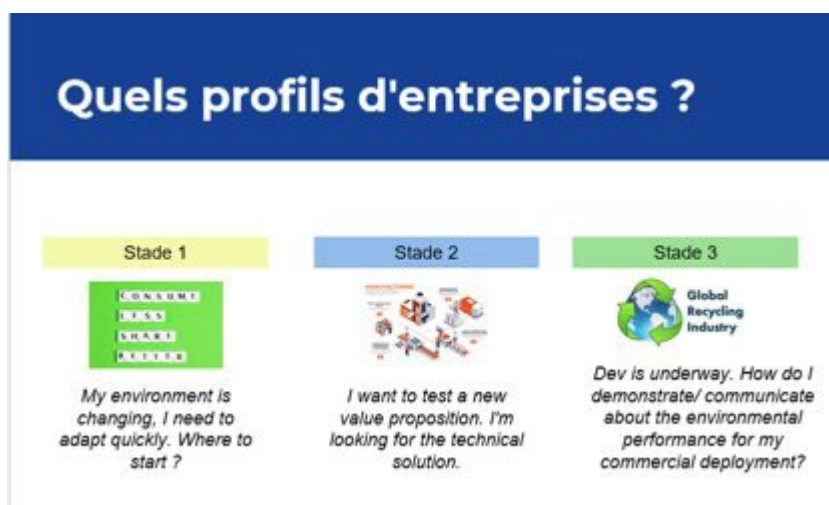 Quels profils d'entreprises ?
Stade 1
Stade 2
Stade 3
CONSUME
LESS
SHARE
BETTER
Global
Recycling
Industry
My environment is
changing, I need to
adapt quickly. Where to
start ?
I want to test a new
value proposition. I'm
looking for the technical
solution.
Dev is underway. How do I
demonstrate/ communicate
about the environmental
performance for my
commercial deployment?